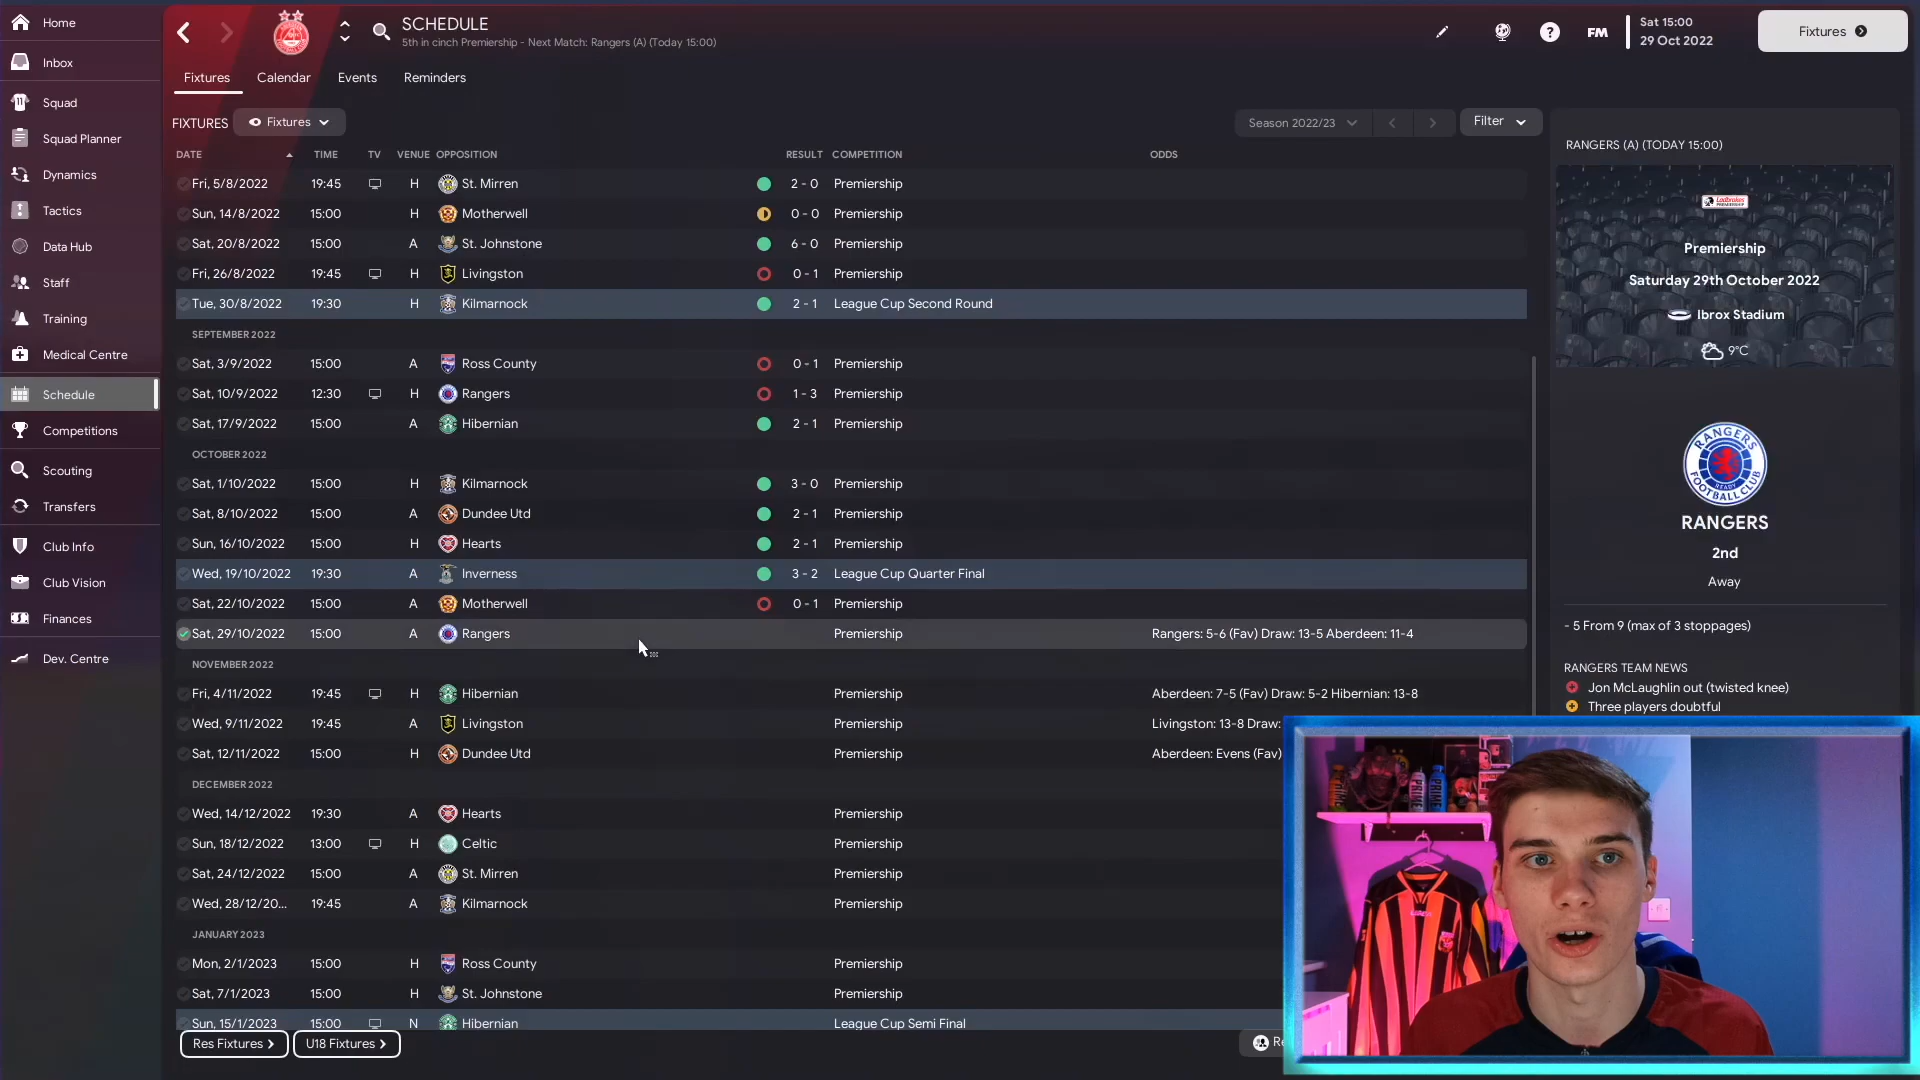 Home
Inbox
Squad
Squad Planner
Dynamics
Tactics
Data Hub
Staff
Training
Medical Centre
Schedule
Competitions
Scouting
Transfers
Club Info
Club Vision
Finances
Dev. Centre
SCHEDULE
5th in cinch Premiership - Next Match: Rangers (A) (Today 15:00)
? FM Sat 15:00
29 Oct 2022
Fixtures
Fixtures Calendar Events Reminders
FIXTURES Fixtures
Season 2022/23
Filter
DATE TIME TV VENUE OPPOSITION RESULT COMPETITION ODDS
Fri, 5/8/2022 19:45 H St. Mirren 2 - 0 Premiership
Sun, 14/8/2022 15:00 H Motherwell 0 - 0 Premiership
Sat, 20/8/2022 15:00 A St. Johnstone 6 - 0 Premiership
Fri, 26/8/2022 19:45 H Livingston 0 - 1 Premiership
Tue, 30/8/2022 19:30 H Kilmarnock 2 - 1 League Cup Second Round
SEPTEMBER 2022
Sat, 3/9/2022 15:00 A Ross County 0 - 1 Premiership
Sat, 10/9/2022 12:30 H Rangers 1 - 3 Premiership
Sat, 17/9/2022 15:00 A Hibernian 2 - 1 Premiership
OCTOBER 2022
Sat, 1/10/2022 15:00 H Kilmarnock 3 - 0 Premiership
Sat, 8/10/2022 15:00 A Dundee Utd 2 - 1 Premiership
Sun, 16/10/2022 15:00 H Hearts 2 - 1 Premiership
Wed, 19/10/2022 19:30 A Inverness 3 - 2 League Cup Quarter Final
Sat, 22/10/2022 15:00 A Motherwell 0 - 1 Premiership
Sat, 29/10/2022 15:00 A Rangers Premiership Rangers: 5-6 (Fav) Draw: 13-5 Aberdeen: 11-4
NOVEMBER 2022
Fri, 4/11/2022 19:45 H Hibernian Premiership Aberdeen: 7-5 (Fav) Draw: 5-2 Hibernian: 13-8
Wed, 9/11/2022 19:45 A Livingston Premiership Livingston: 13-8 Draw:
Sat, 12/11/2022 15:00 H Dundee Utd Premiership Aberdeen: Evens (Fav)
DECEMBER 2022
Wed, 14/12/2022 19:30 A Hearts Premiership
Sun, 18/12/2022 13:00 H Celtic Premiership
Sat, 24/12/2022 15:00 A St. Mirren Premiership
Wed, 28/12/20... 19:45 A Kilmarnock Premiership
JANUARY 2023
Mon, 2/1/2023 15:00 H Ross County Premiership
Sat, 7/1/2023 15:00 H St. Johnstone Premiership
Sun, 15/1/2023 15:00 N Hibernian League Cup Semi Final
Res Fixtures U18 Fixtures
Re
RANGERS (A) (TODAY 15:00)
Ladbrokes
PREMIERSHIP
Premiership
Saturday 29th October 2022
Ibrox Stadium
9°C
RANGERS
READY
FOOTBALL CLUB
RANGERS
2nd
Away
- 5 From 9 (max of 3 stoppages)
RANGERS TEAM NEWS
Jon McLaughlin out (twisted knee)
Three players doubtful
PRIME
PRIME